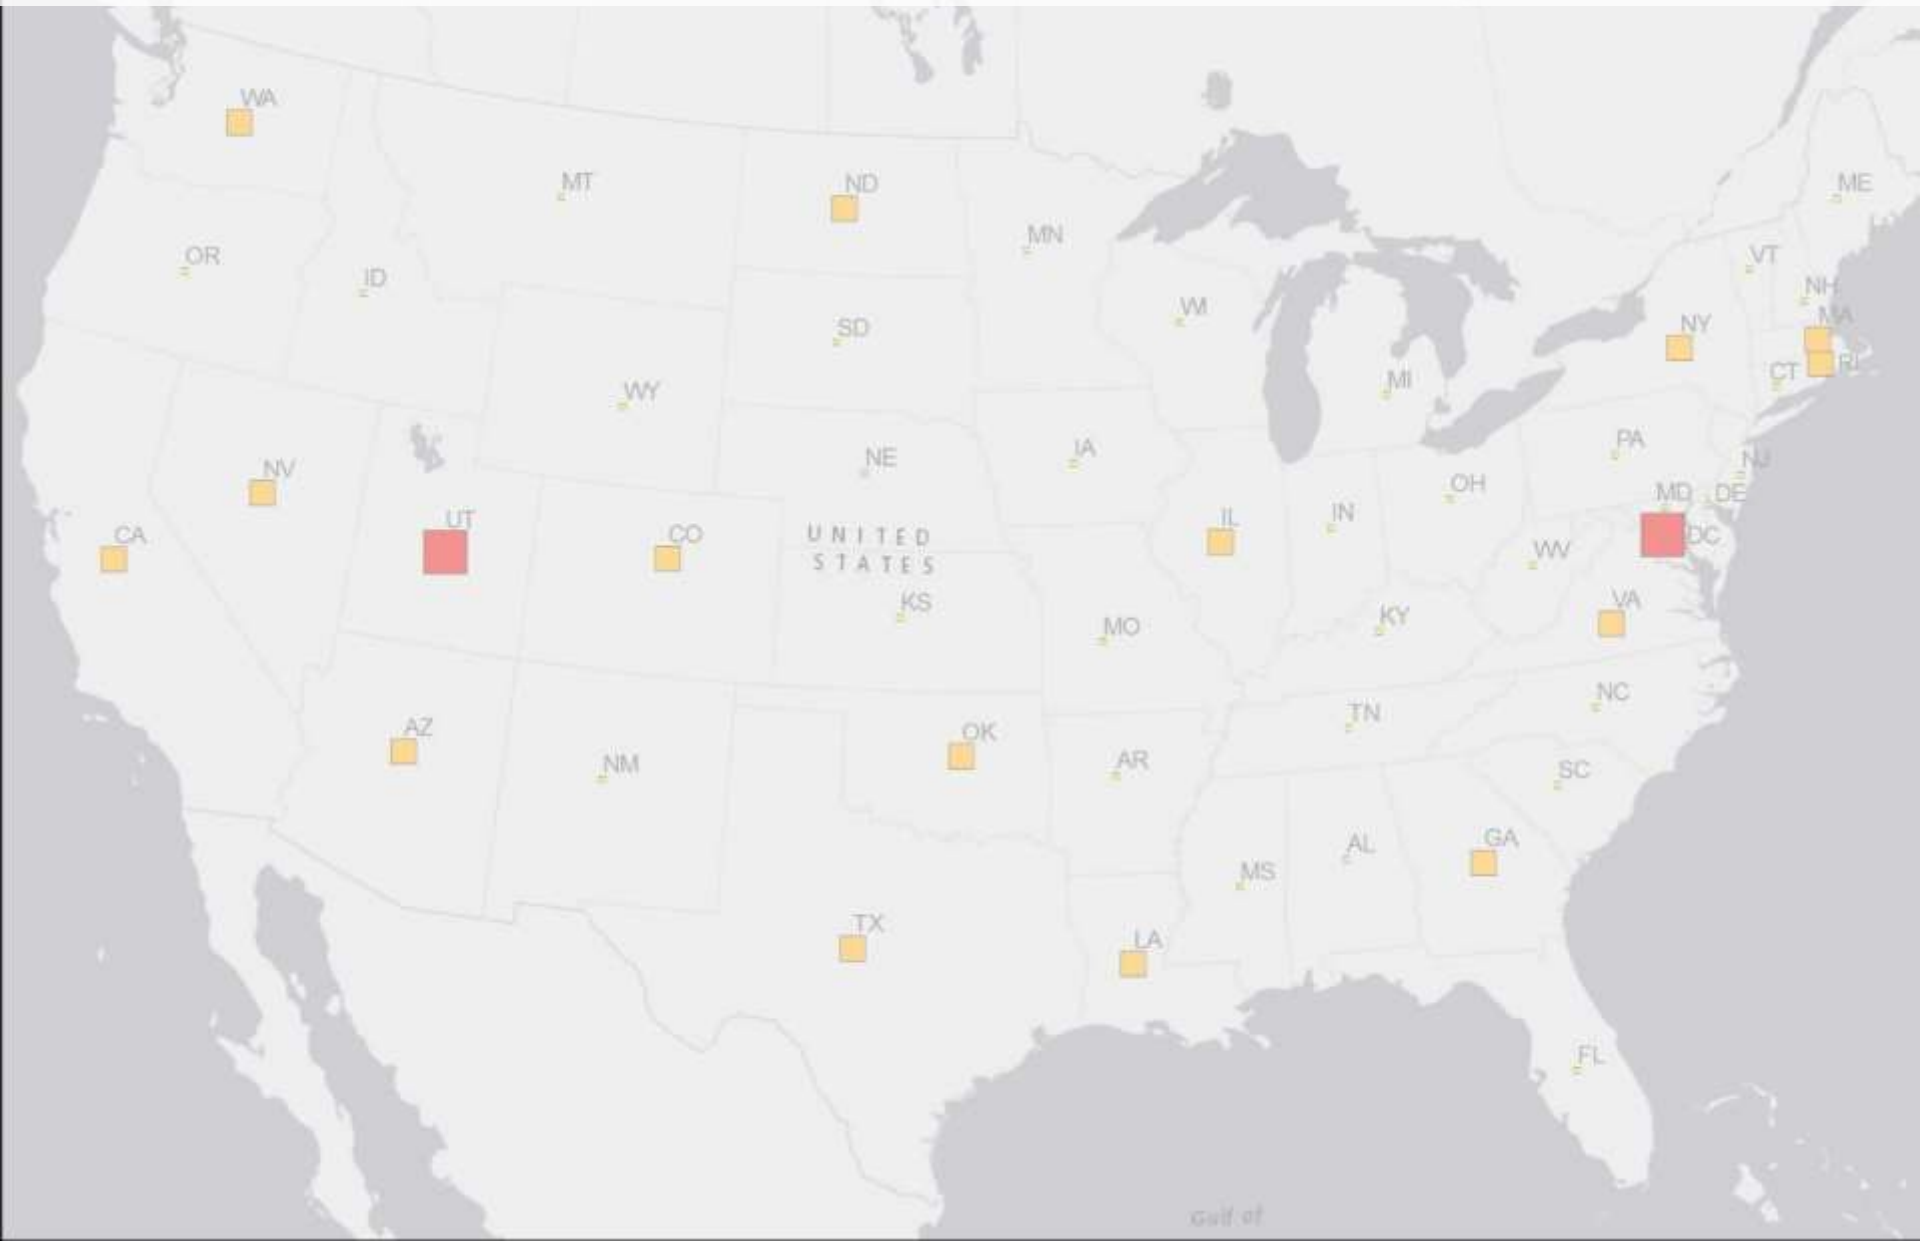 WA
MT
ND
ME
MN
OR
VT
ID
NH
WI
MA
NY
SD
RI
CT
MI
WY
PA
IA
NE
NJ
NV
OH
MD
DE
IN
IL
UT
CA
CO
UNITED
STATES
DC
WV
KS
VA
KY
MO
NC
TN
AZ
OK
AR
NM
SC
GA
AL
MS
TX
LA
FL
Gulf of